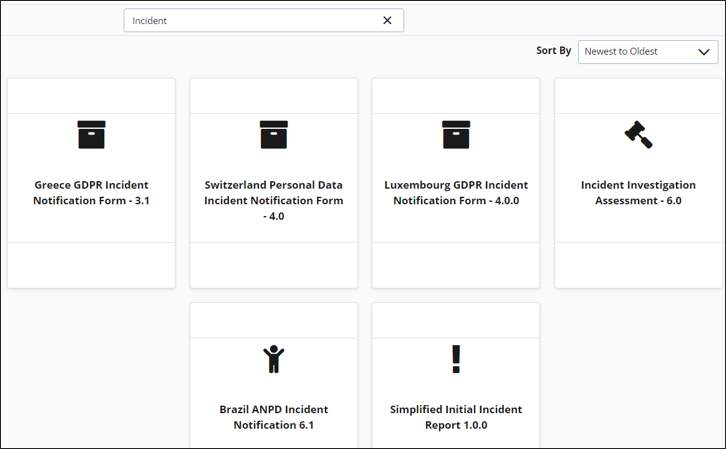 Incident
Sort By
Newest to Oldest
Greece GDPR Incident
Notification Form - 3.1
Switzerland Personal Data
Incident Notification Form
- 4.0
Luxembourg GDPR Incident
Notification Form - 4.0.0
Incident Investigation
Assessment - 6.0
Brazil ANPD Incident
Notification 6.1
Simplified Initial Incident
Report 1.0.0